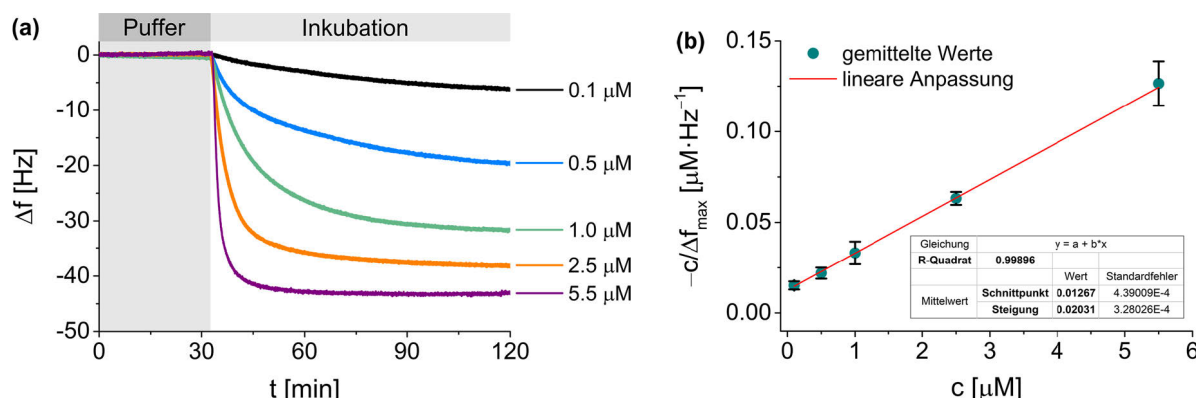 (a)
Puffer
Inkubation
0
-10
-20
-30
-40
-50
Δf [Hz]
0.1 µM
0.5 µM
1.0 µM
2.5 µM
5.5 µM
0 30 60 90 120
t [min]
(b)
gemittelte Werte
lineare Anpassung
0.15
0.10
0.05
0.00
−c/Δfmax [µM·Hz⁻¹]
Gleichung y = a + b*x
R-Quadrat 0.99896
Wert Standardfehler
Mittelwert
Schnittpunkt 0.01267 4.39009E-4
Steigung 0.02031 3.28026E-4
0 1 2 3 4 5 6
c [µM]